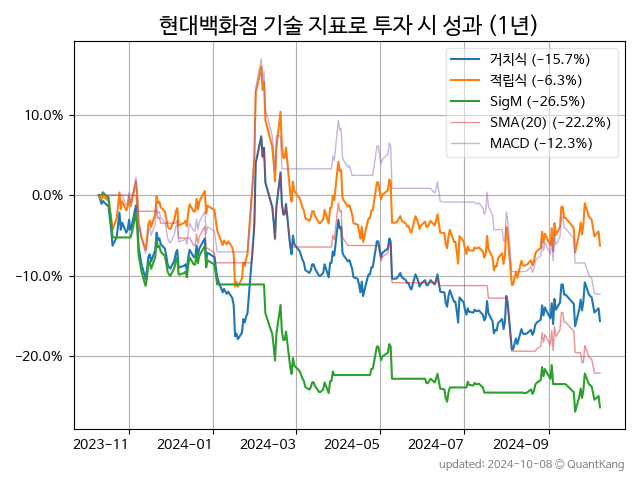 현대백화점 기술 지표로 투자 시 성과 (1년)
거치식 (-15.7%)
적립식 (-6.3%)
SigM (-26.5%)
SMA(20) (-22.2%)
MACD (-12.3%)
10.0%
0.0%
-10.0%
-20.0%
2023-11 2024-01 2024-03 2024-05 2024-07 2024-09
updated: 2024-10-08 © QuantKang